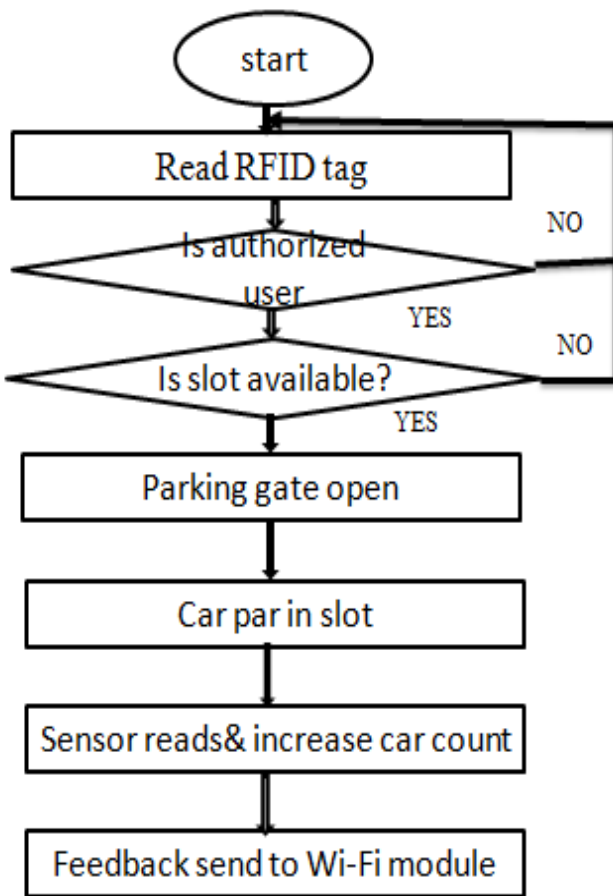 start
Read RFID tag
NO
Is authorized
user
YES
NO
Is slot available?
YES
Parking gate open
Car par in slot
Sensor reads& increase car count
Feedback send to Wi-Fi module